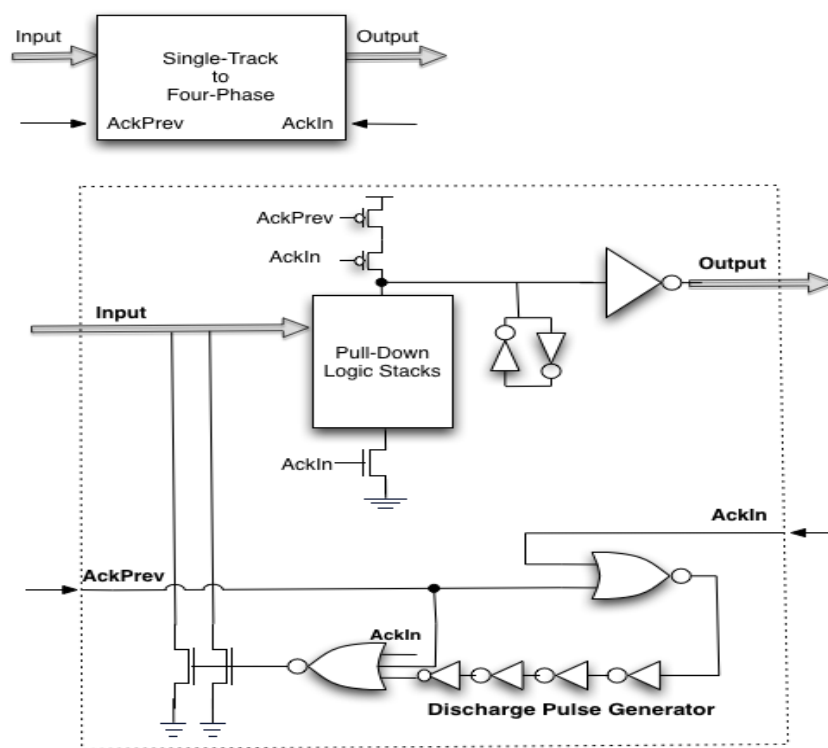 Input
Output
Single-Track
to
Four-Phase
AckPrev
AckIn
AckPrev
AckIn
Output
Input
Pull-Down
Logic Stacks
AckIn
AckIn
AckPrev
AckIn
Discharge Pulse Generator